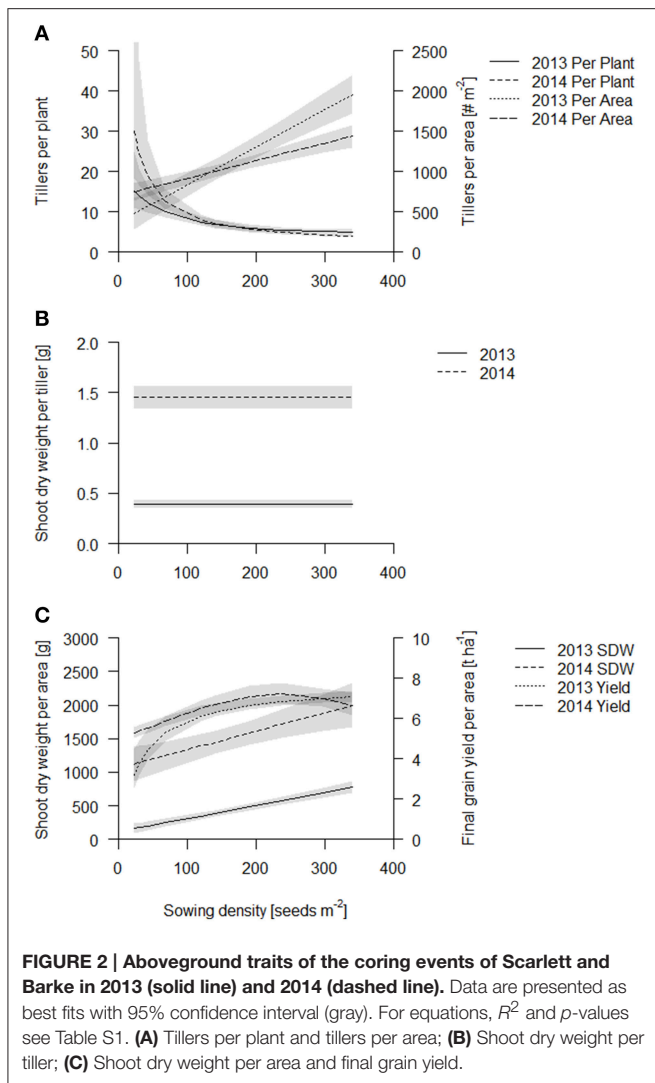 A
50
40
30
20
10
0
Tillers per plant
2500
2000
1500
1000
500
0
Tillers per area [# m-2]
0 100 200 300 400
2013 Per Plant
2014 Per Plant
2013 Per Area
2014 Per Area
B
2.0
1.5
1.0
0.5
0.0
Shoot dry weight per tiller [g]
0 100 200 300 400
2013
2014
C
3000
2500
2000
1500
1000
500
0
Shoot dry weight per area [g]
10
8
6
4
2
0
Final grain yield per area [t ha-1]
0 100 200 300 400
Sowing density [seeds m-2]
2013 SDW
2014 SDW
2013 Yield
2014 Yield
FIGURE 2 | Aboveground traits of the coring events of Scarlett and
Barke in 2013 (solid line) and 2014 (dashed line). Data are presented as
best fits with 95% confidence interval (gray). For equations, R2 and p-values
see Table S1. (A) Tillers per plant and tillers per area; (B) Shoot dry weight per
tiller; (C) Shoot dry weight per area and final grain yield.